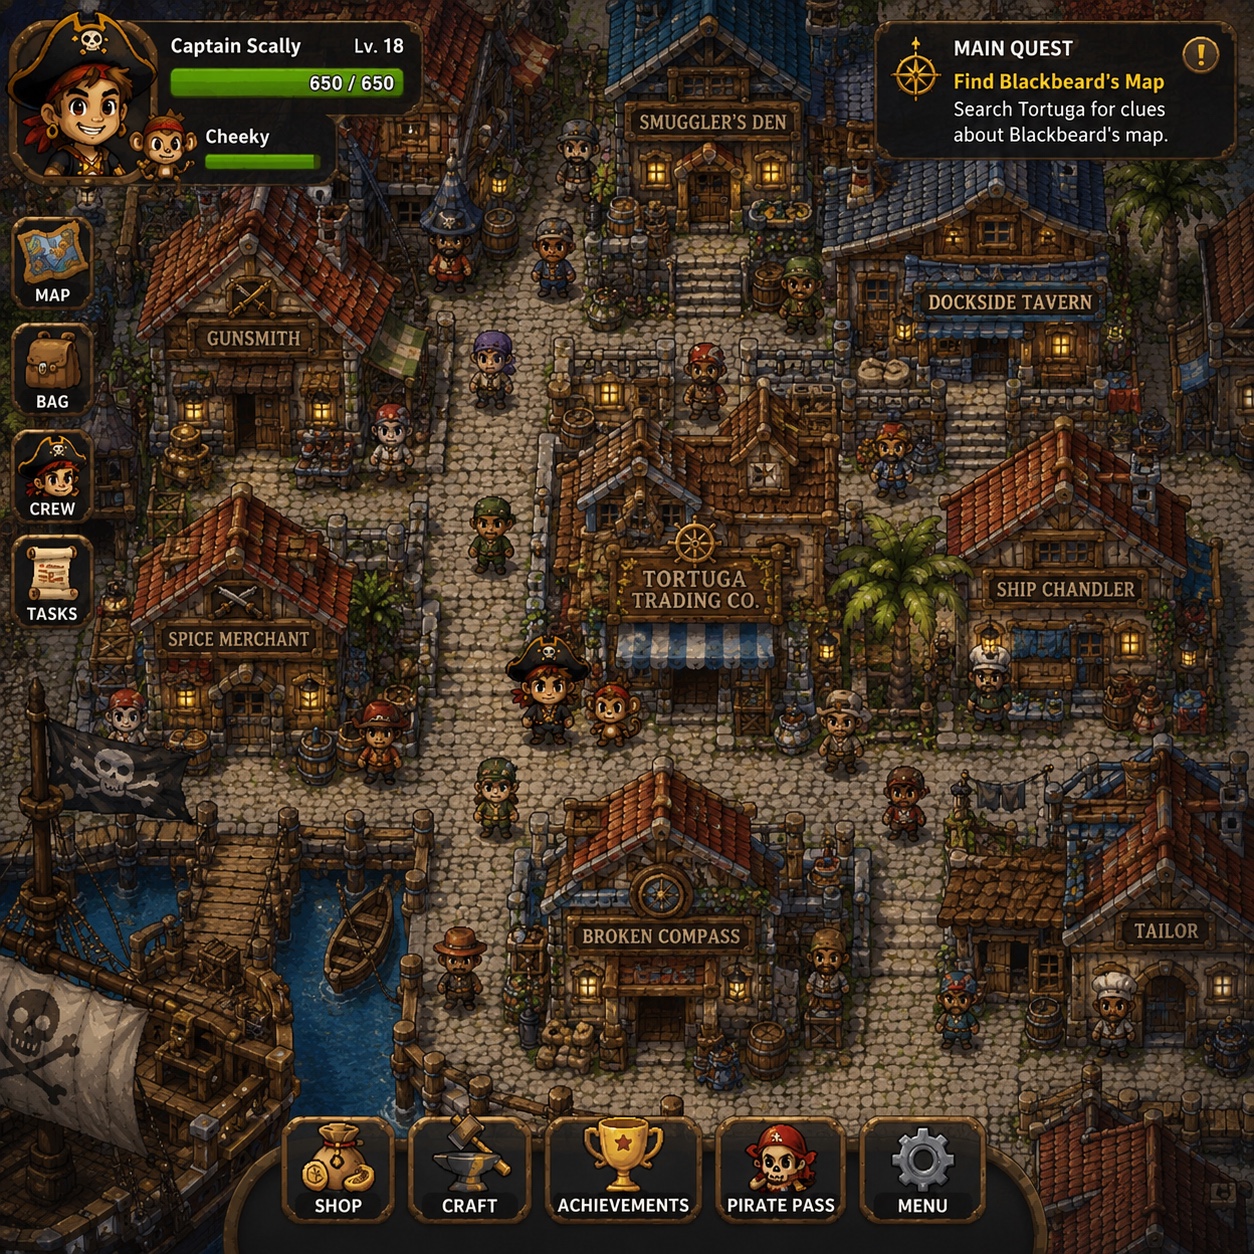 Captain Scally Lv. 18
650 / 650
Cheeky
MAIN QUEST
!
Find Blackbeard's Map
Search Tortuga for clues
about Blackbeard's map.
SMUGGLER'S DEN
MAP
BAG
CREW
TASKS
GUNSMITH
DOCKSIDE TAVERN
TORTUGA
TRADING CO.
SHIP CHANDLER
SPICE MERCHANT
BROKEN COMPASS
TAILOR
SHOP
CRAFT
ACHIEVEMENTS
PIRATE PASS
MENU